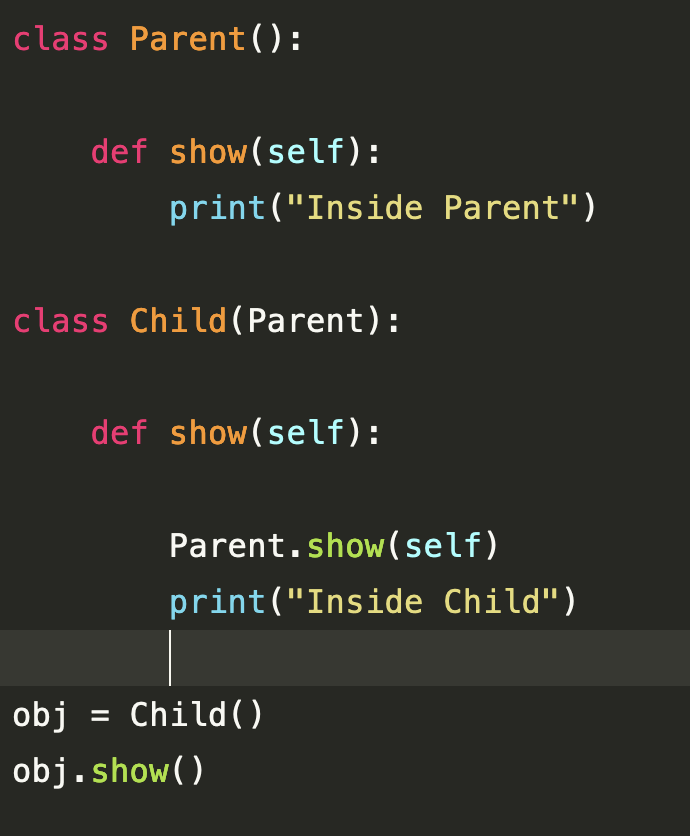 class Parent():
    def show(self):
        print("Inside Parent")
class Child(Parent):
    def show(self):
        Parent.show(self)
        print("Inside Child")
obj = Child()
obj.show()